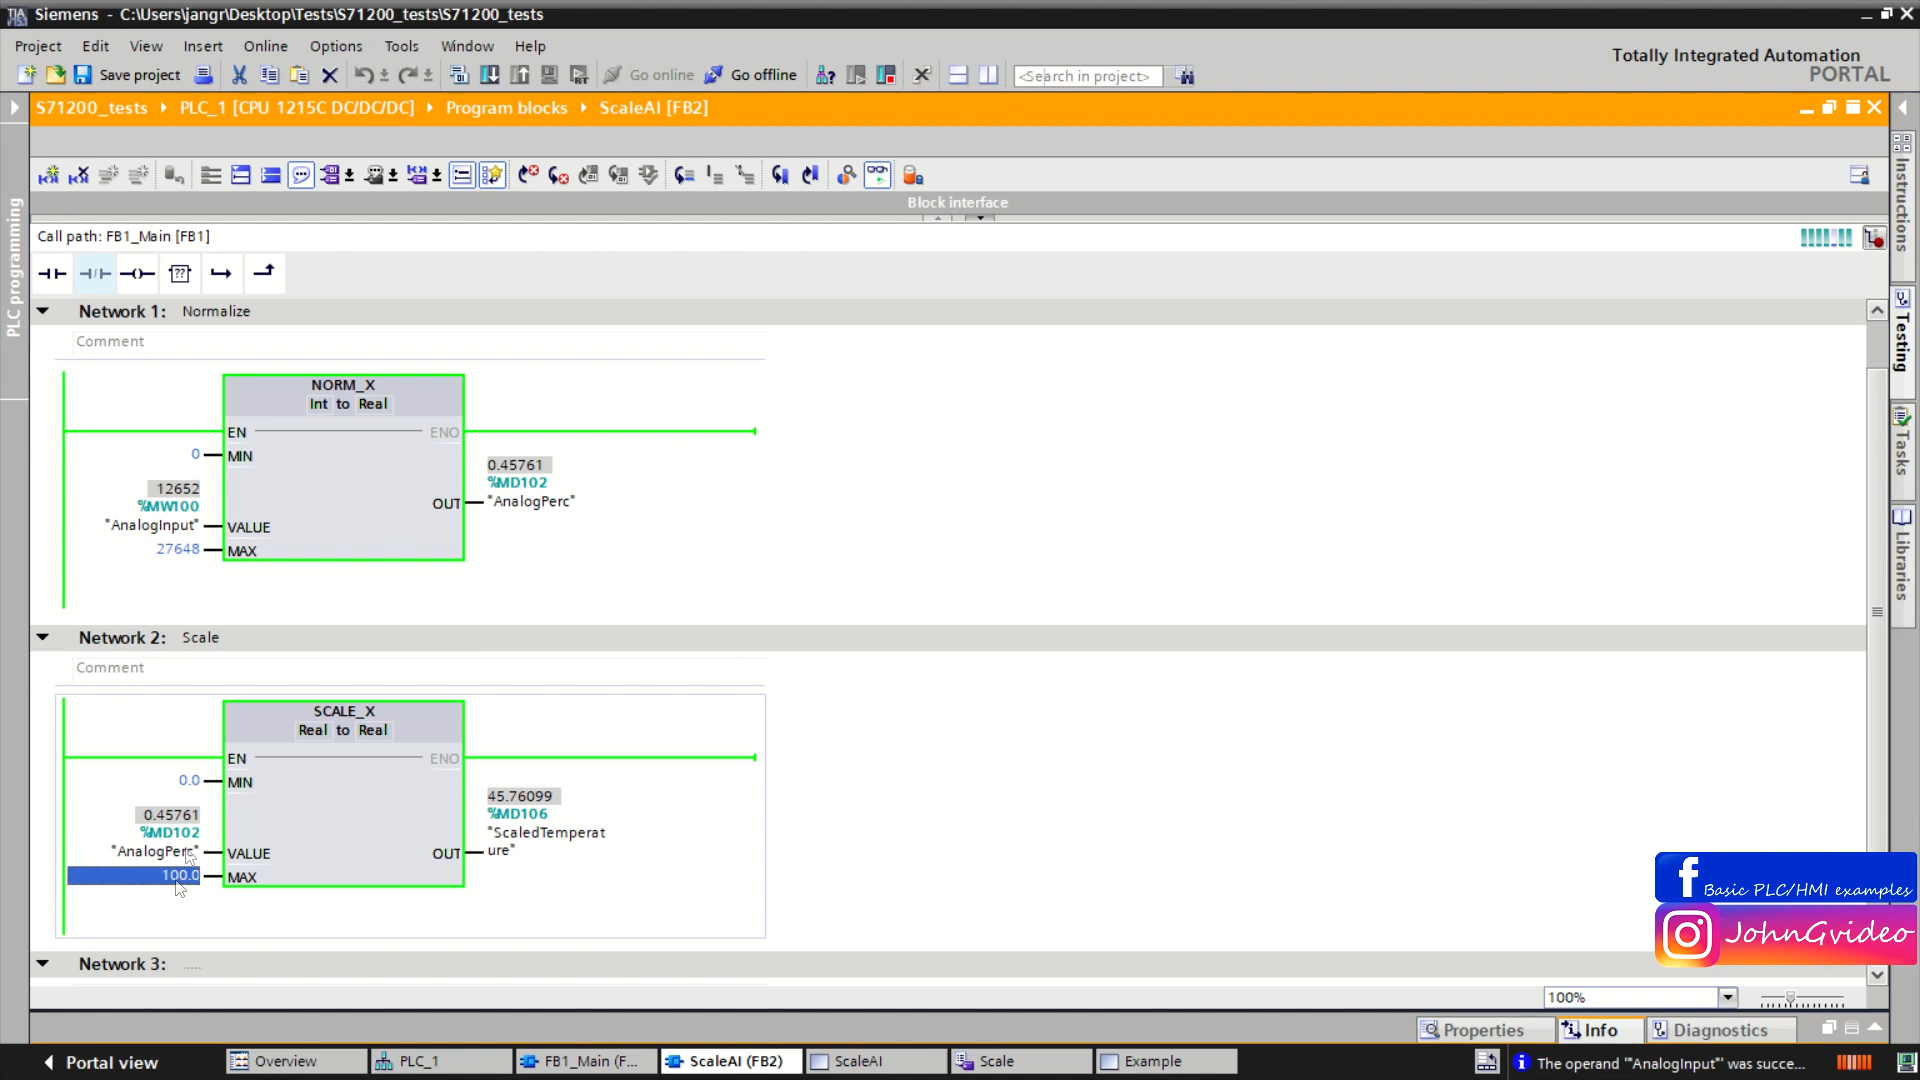 Siemens - C:\Users\jangr\Desktop\Tests\S71200_tests\S71200_tests
Project Edit View Insert Online Options Tools Window Help
Totally Integrated Automation
PORTAL
Save project Go online Go offline <Search in project>
S71200_tests PLC_1 [CPU 1215C DC/DC/DC] Program blocks ScaleAI [FB2]
Block interface
Call path: FB1_Main [FB1]
PLC programming
Instructions
Testing
Tasks
Libraries
Network 1: Normalize
Comment
NORM_X
Int to Real
EN ENO
0 MIN
12652
%MW100
"AnalogInput" VALUE
27648 MAX
0.45761
%MD102
OUT "AnalogPerc"
Network 2: Scale
Comment
SCALE_X
Real to Real
EN ENO
0.0 MIN
0.45761
%MD102
"AnalogPerc" VALUE
100.0 MAX
45.76099
%MD106
"ScaledTemperat
OUT ure"
Network 3: .....
f Basic PLC/HMI examples
JohnGvideo
100%
Properties Info Diagnostics
Portal view Overview PLC_1 FB1_Main (F... ScaleAI (FB2) ScaleAI Scale Example The operand '"AnalogInput"' was succe...